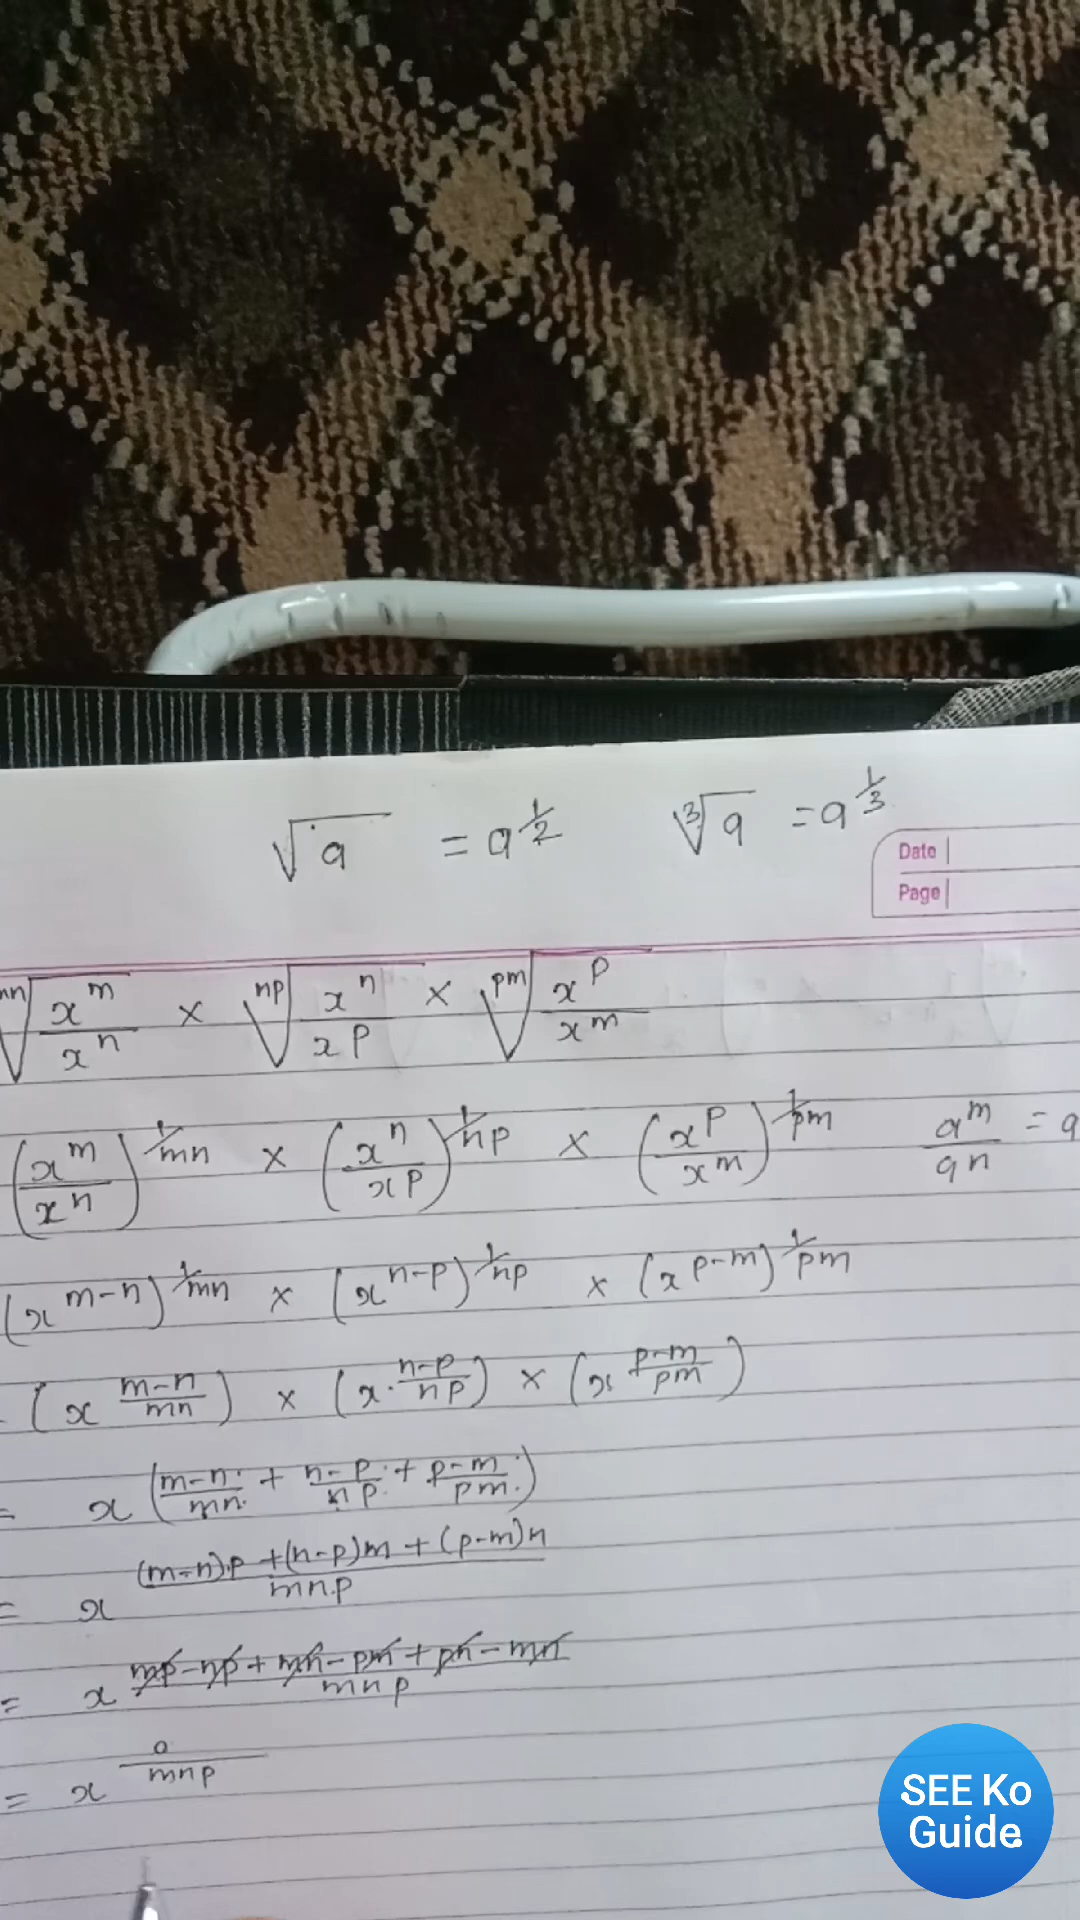 √a = a^1/2 ∛a = a^1/3
Date
Page
mn√(x^m/x^n) × np√(x^n/x^p) × pm√(x^p/x^m)
(x^m/x^n)^1/mn × (x^n/x^p)^1/np × (x^p/x^m)^1/pm a^m/a^n = a
(x^m-n)^1/mn × (x^n-p)^1/np × (x^p-m)^1/pm
(x^(m-n)/mn) × (x^(n-p)/np) × (x^(p-m)/pm)
= x^((m-n)/mn + (n-p)/np + (p-m)/pm)
= x^((m-n).p + (n-p)m + (p-m)n)/mnp
= x^(mp - np + mn - pm + pn - mn)/mnp
= x^0/mnp
SEE Ko
Guide